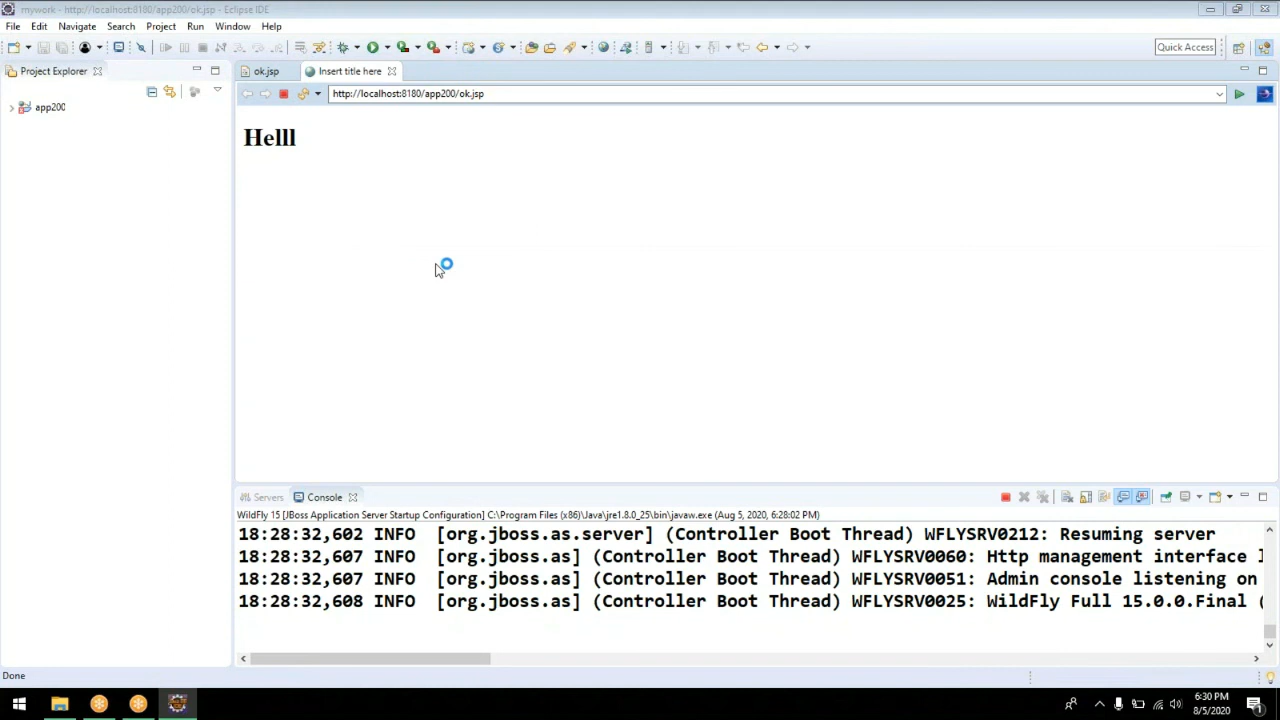 mywork - http://localhost:8180/app200/ok.jsp - Eclipse IDE
File Edit Navigate Search Project Run Window Help
Quick Access
Project Explorer
ok.jsp Insert title here
http://localhost:8180/app200/ok.jsp
app200
Helll
Servers Console
WildFly 15 [JBoss Application Server Startup Configuration] C:\Program Files (x86)\Java\jre1.8.0_25\bin\javaw.exe (Aug 5, 2020, 6:28:02 PM)
18:28:32,602 INFO [org.jboss.as.server] (Controller Boot Thread) WFLYSRV0212: Resuming server
18:28:32,607 INFO [org.jboss.as] (Controller Boot Thread) WFLYSRV0060: Http management interface l
18:28:32,607 INFO [org.jboss.as] (Controller Boot Thread) WFLYSRV0051: Admin console listening on
18:28:32,608 INFO [org.jboss.as] (Controller Boot Thread) WFLYSRV0025: WildFly Full 15.0.0.Final (
Done
6:30 PM
8/5/2020